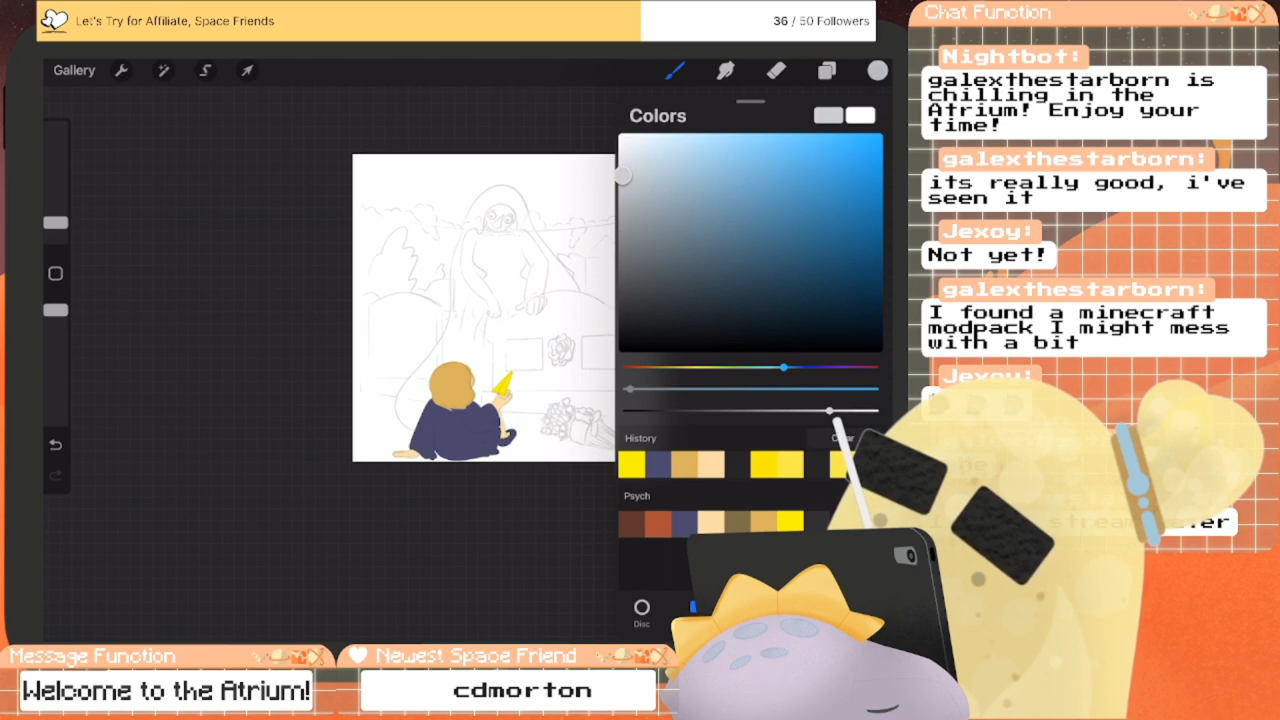 Let's Try for Affiliate, Space Friends
36 / 50 Followers
Gallery
Colors
History
Psych
Disc
Chat Function
Nightbot:
galexthestarborn is
chilling in the
Atrium! Enjoy your
time!
galexthestarborn:
its really good, i've
seen it
Jexoy:
Not yet!
galexthestarborn:
I found a minecraft
modpack I might mess
with a bit
Jexoy:
Message Function
Welcome to the Atrium!
Newest Space Friend
cdmorton